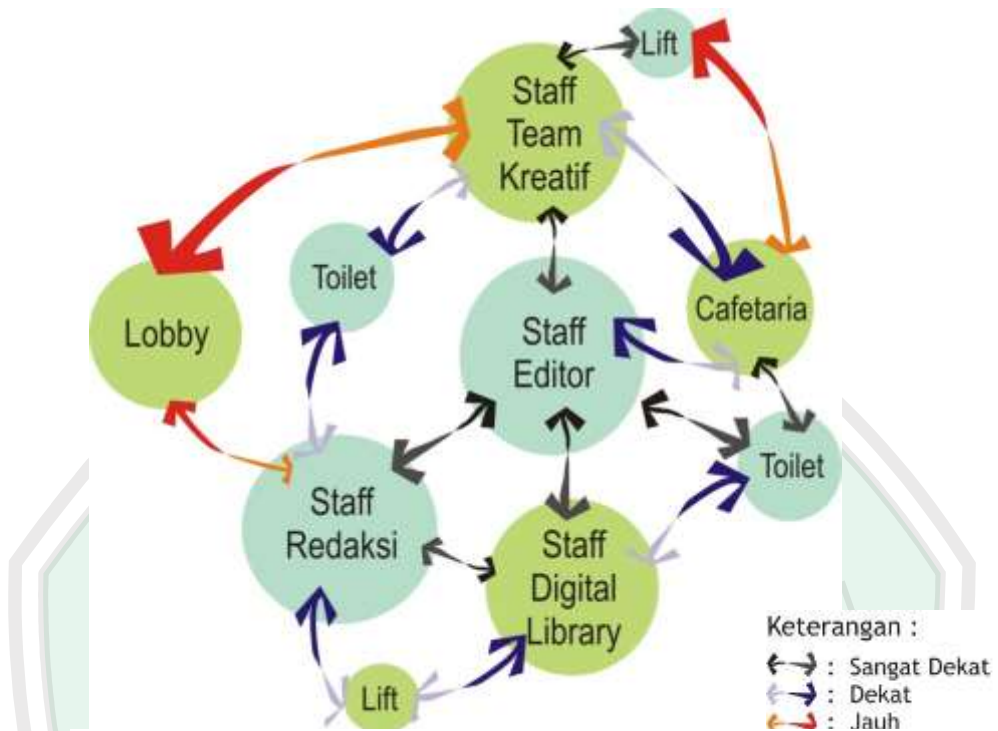 Lift
Staff
Team
Kreatif
Toilet
Lobby
Cafetaria
Staff
Editor
Toilet
Staff
Redaksi
Staff
Digital
Library
Lift
Keterangan :
: Sangat Dekat
: Dekat
: Jauh